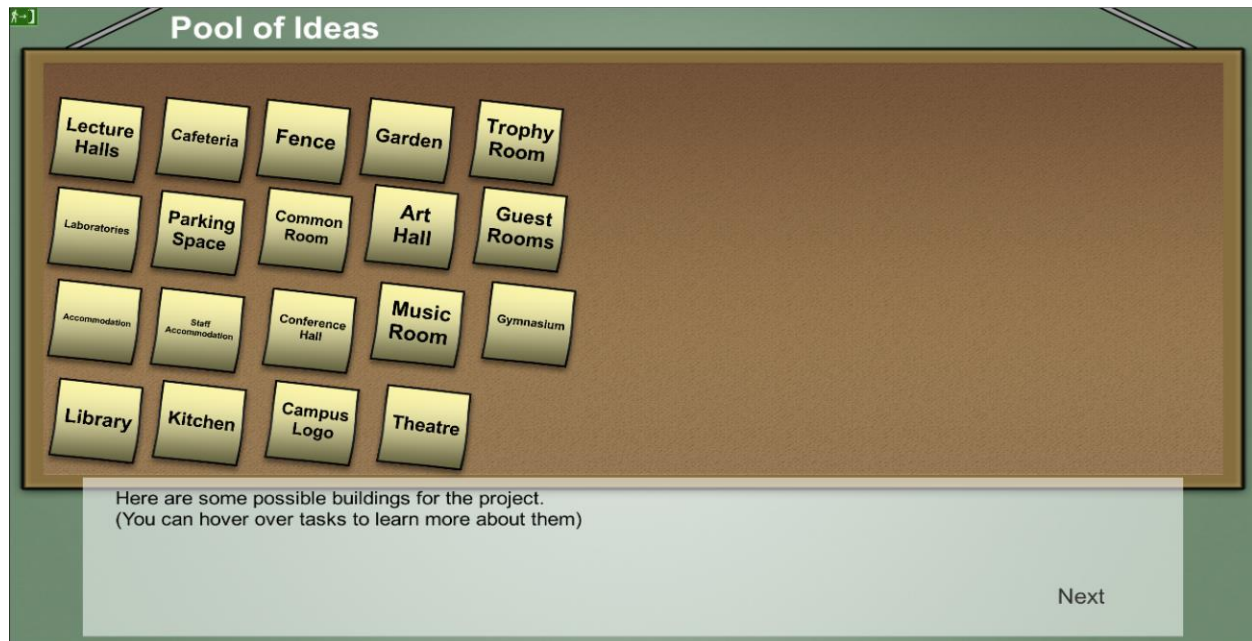 Pool of Ideas
Lecture
Halls
Cafeteria
Fence
Garden
Trophy
Room
Laboratories
Parking
Space
Common
Room
Art
Hall
Guest
Rooms
Accommodation
Staff
Accommodation
Conference
Hall
Music
Room
Gymnasium
Library
Kitchen
Campus
Logo
Theatre
Here are some possible buildings for the project.
(You can hover over tasks to learn more about them)
Next